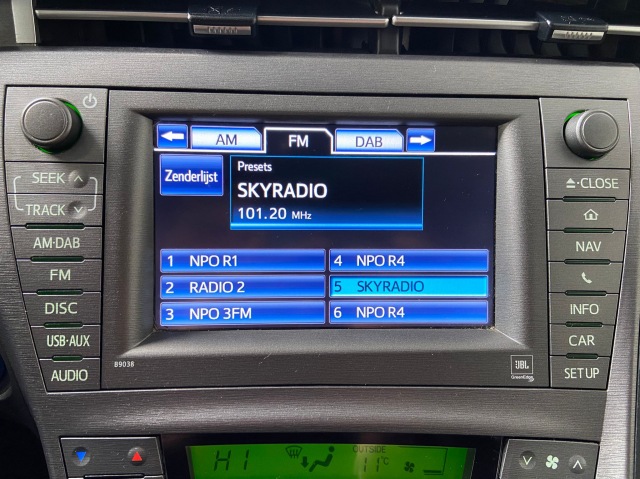 AM FM DAB
SEEK
TRACK
AM·DAB
FM
DISC
USB·AUX
AUDIO
Zenderlijst
Presets
SKYRADIO
101.20 MHz
1 NPO R1
2 RADIO 2
3 NPO 3FM
4 NPO R4
5 SKYRADIO
6 NPO R4
CLOSE
NAV
INFO
CAR
SETUP
B9038
JBL
GreenEdge
HI
OUTSIDE
11°C